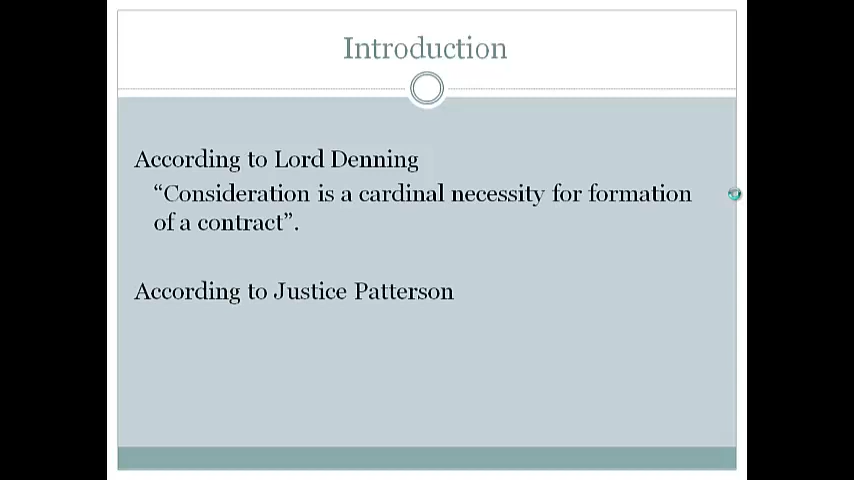 Introduction
According to Lord Denning
“Consideration is a cardinal necessity for formation
of a contract”.
According to Justice Patterson